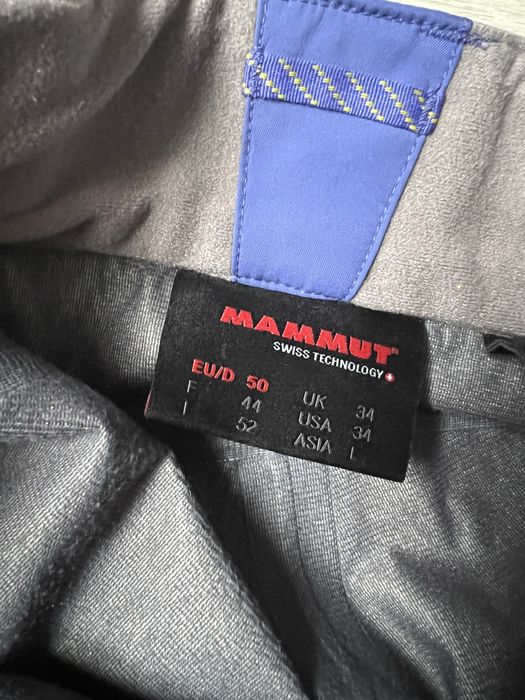 MAMMUT
SWISS TECHNOLOGY
EU/D 50
F 44 UK 34
I 52 USA 34
ASIA L